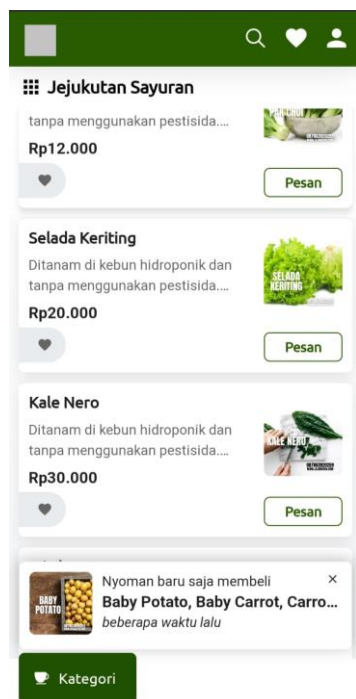 Jejukutan Sayuran
tanpa menggunakan pestisida....
PAK CHOI
Rp12.000
Pesan
Selada Keriting
Ditanam di kebun hidroponik dan
tanpa menggunakan pestisida....
SELADA
KERITING
Rp20.000
Pesan
Kale Nero
Ditanam di kebun hidroponik dan
tanpa menggunakan pestisida....
KALE NERO
Rp30.000
Pesan
Nyoman baru saja membeli
×
BABY
POTATO
Baby Potato, Baby Carrot, Carro...
beberapa waktu lalu
Kategori